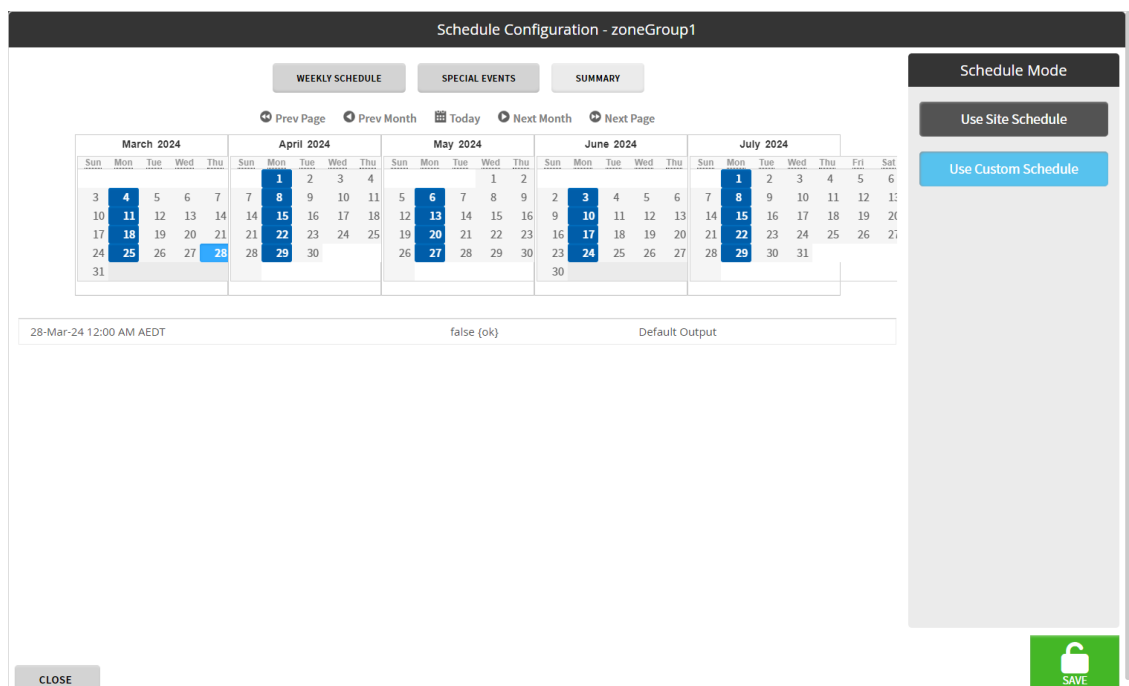 Schedule Configuration - zoneGroup1
WEEKLY SCHEDULE SPECIAL EVENTS SUMMARY
Prev Page Prev Month Today Next Month Next Page
March 2024 April 2024 May 2024 June 2024 July 2024
Sun Mon Tue Wed Thu Sun Mon Tue Wed Thu Sun Mon Tue Wed Thu Sun Mon Tue Wed Thu Sun Mon Tue Wed Thu Fri Sat
1 2 3 4 1 2 1 2 3 4 5 6
3 4 5 6 7 7 8 9 10 11 5 6 7 8 9 2 3 4 5 6 7 8 9 10 11 12
10 11 12 13 14 14 15 16 17 18 12 13 14 15 16 9 10 11 12 13 14 15 16 17 18 19
17 18 19 20 21 21 22 23 24 25 19 20 21 22 23 16 17 18 19 20 21 22 23 24 25 26
24 25 26 27 28 28 29 30 26 27 28 29 30 23 24 25 26 27 28 29 30 31
31 30
28-Mar-24 12:00 AM AEDT false {ok} Default Output
Schedule Mode
Use Site Schedule
Use Custom Schedule
CLOSE
SAVE